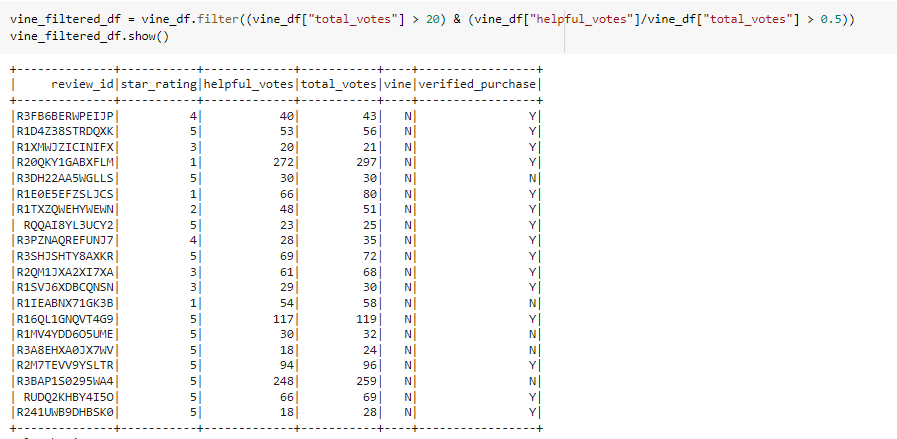 vine_filtered_df = vine_df.filter((vine_df["total_votes"] > 20) & (vine_df["helpful_votes"]/vine_df["total_votes"] > 0.5))
vine_filtered_df.show()
+--------------+-----------+-------------+-----------+----+-----------------+
|     review_id|star_rating|helpful_votes|total_votes|vine|verified_purchase|
+--------------+-----------+-------------+-----------+----+-----------------+
|R3FB6BERWPEIJP|          4|           40|         43|   N|                Y|
|R1D4Z38STRDQXK|          5|           53|         56|   N|                Y|
|R1XMWJZICINIFX|          3|           20|         21|   N|                Y|
|R20QKY1GABXFLM|          1|          272|        297|   N|                Y|
|R3DH22AA5WGLLS|          5|           30|         30|   N|                N|
|R1E0E5EFZSLJCS|          1|           66|         80|   N|                Y|
|R1TXZQWEHYWEWN|          2|           48|         51|   N|                Y|
| RQQAI8YL3UCY2|          5|           23|         25|   N|                Y|
|R3PZNAQREFUNJ7|          4|           28|         35|   N|                Y|
|R3SHJSHTY8AXKR|          5|           69|         72|   N|                Y|
|R2QM1JXA2XI7XA|          3|           61|         68|   N|                Y|
|R1SVJ6XDBCQNSN|          3|           29|         30|   N|                Y|
|R1IEABNX71GK3B|          1|           54|         58|   N|                N|
|R16QL1GNQVT4G9|          5|          117|        119|   N|                Y|
|R1MV4YDD6O5UME|          5|           30|         32|   N|                N|
|R3A8EHXA0JX7WV|          5|           18|         24|   N|                N|
|R2M7TEVV9YSLTR|          5|           94|         96|   N|                Y|
|R3BAP1S0295WA4|          5|          248|        259|   N|                N|
| RUDQ2KHBY4I5O|          5|           66|         69|   N|                Y|
|R241UWB9DHBSK0|          5|           18|         28|   N|                Y|
+--------------+-----------+-------------+-----------+----+-----------------+